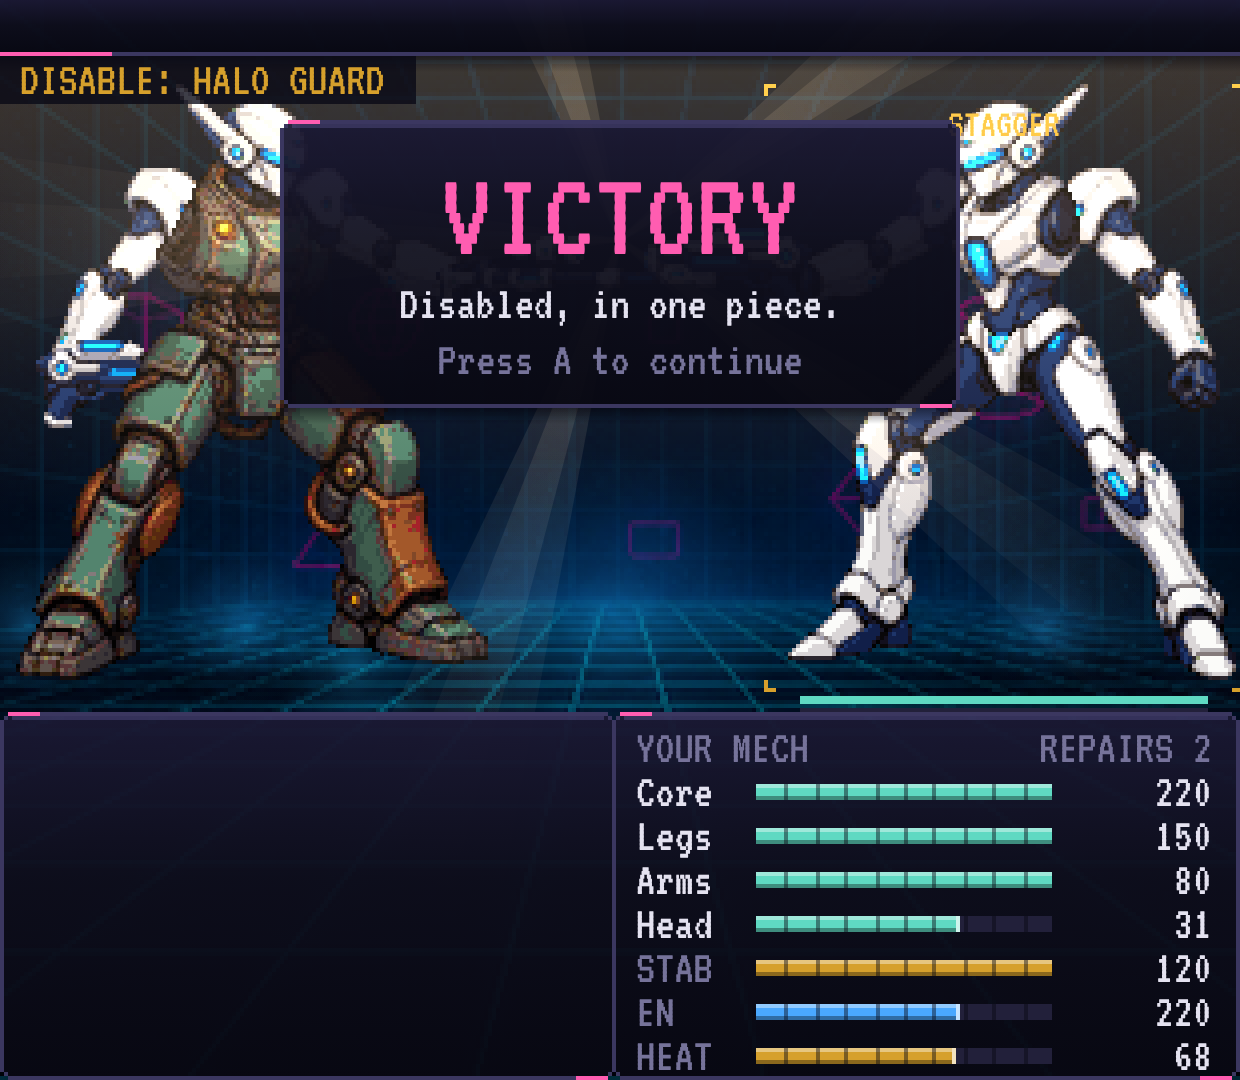 DISABLE: HALO GUARD
STAGGER
VICTORY
Disabled, in one piece.
Press A to continue
YOUR MECH REPAIRS 2
Core 220
Legs 150
Arms 80
Head 31
STAB 120
EN 220
HEAT 68